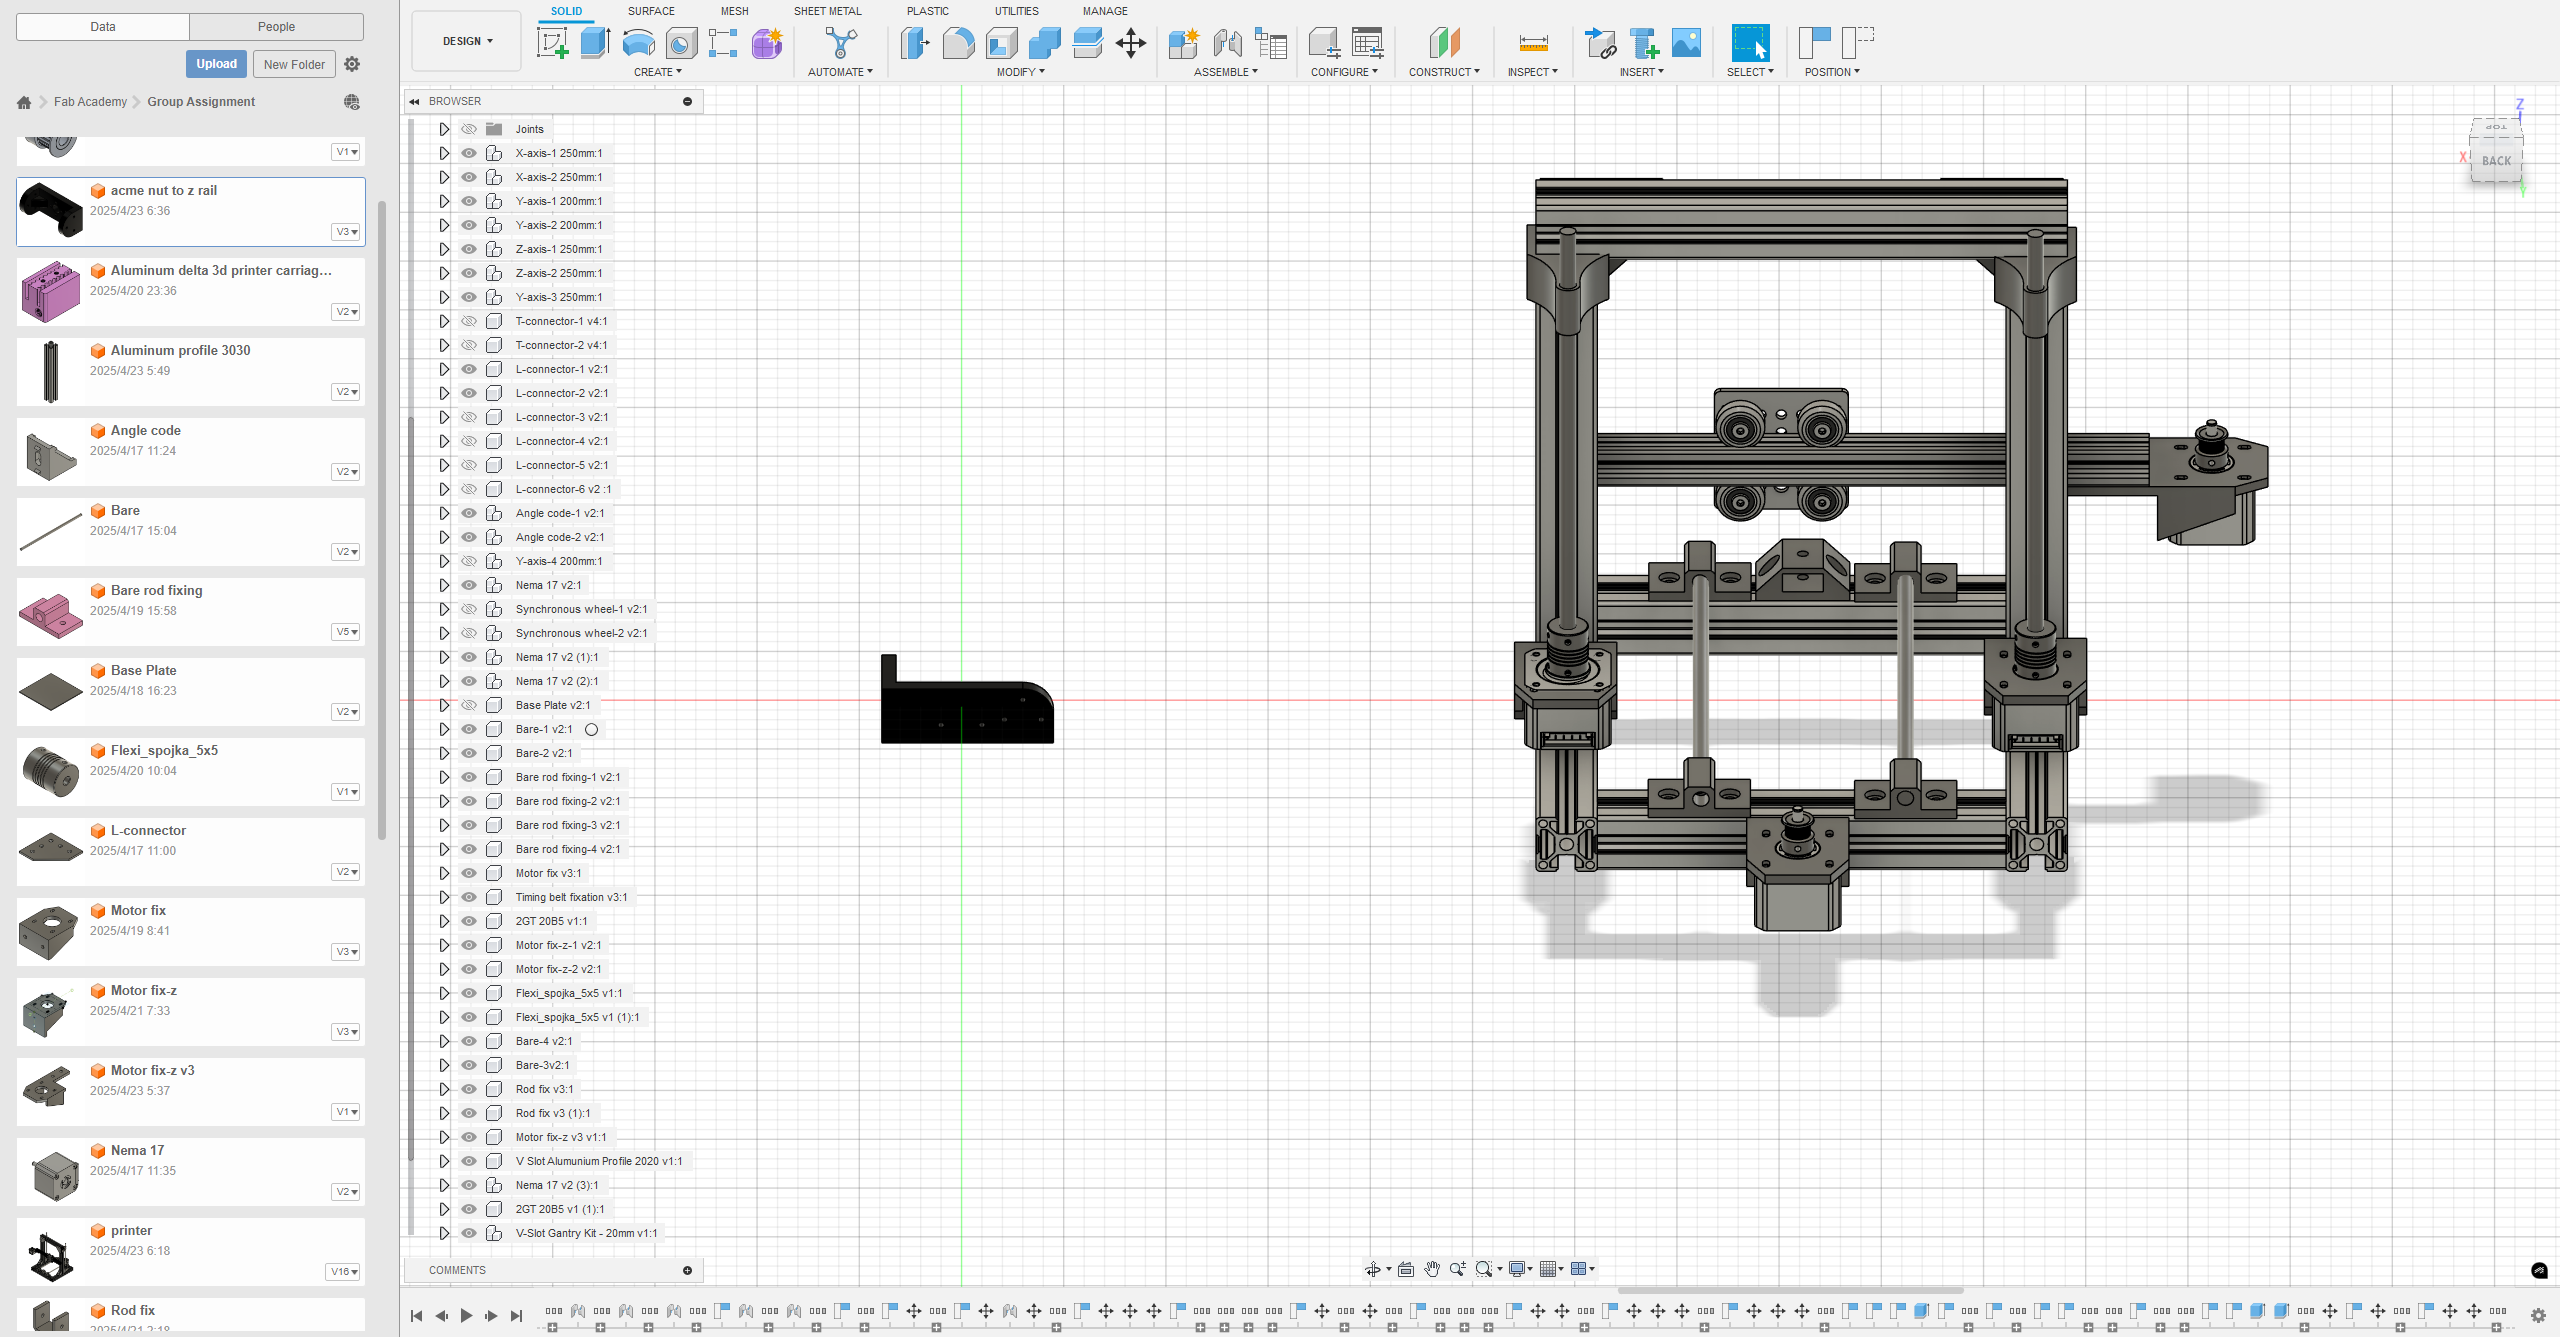 Data
People
Upload
New Folder
Fab Academy
Group Assignment
V1
acme nut to z rail
2025/4/23 6:36
V3
Aluminum delta 3d printer carriag...
2025/4/20 23:36
V2
Aluminum profile 3030
2025/4/23 5:49
V2
Angle code
2025/4/17 11:24
V2
Bare
2025/4/17 15:04
V2
Bare rod fixing
2025/4/19 15:58
V5
Base Plate
2025/4/18 16:23
V2
Flexi_spojka_5x5
2025/4/20 10:04
V1
L-connector
2025/4/17 11:00
V2
Motor fix
2025/4/19 8:41
V3
Motor fix-z
2025/4/21 7:33
V3
Motor fix-z v3
2025/4/23 5:37
V1
Nema 17
2025/4/17 11:35
V2
printer
2025/4/23 6:18
V16
Rod fix
2025/4/21 2:18
DESIGN
SOLID
SURFACE
MESH
SHEET METAL
PLASTIC
UTILITIES
MANAGE
CREATE
AUTOMATE
MODIFY
ASSEMBLE
CONFIGURE
CONSTRUCT
INSPECT
INSERT
SELECT
POSITION
BROWSER
Joints
X-axis-1 250mm:1
X-axis-2 250mm:1
Y-axis-1 200mm:1
Y-axis-2 200mm:1
Z-axis-1 250mm:1
Z-axis-2 250mm:1
Y-axis-3 250mm:1
T-connector-1 v4:1
T-connector-2 v4:1
L-connector-1 v2:1
L-connector-2 v2:1
L-connector-3 v2:1
L-connector-4 v2:1
L-connector-5 v2:1
L-connector-6 v2 :1
Angle code-1 v2:1
Angle code-2 v2:1
Y-axis-4 200mm:1
Nema 17 v2:1
Synchronous wheel-1 v2:1
Synchronous wheel-2 v2:1
Nema 17 v2 (1):1
Nema 17 v2 (2):1
Base Plate v2:1
Bare-1 v2:1
Bare-2 v2:1
Bare rod fixing-1 v2:1
Bare rod fixing-2 v2:1
Bare rod fixing-3 v2:1
Bare rod fixing-4 v2:1
Motor fix v3:1
Timing belt fixation v3:1
2GT 20B5 v1:1
Motor fix-z-1 v2:1
Motor fix-z-2 v2:1
Flexi_spojka_5x5 v1:1
Flexi_spojka_5x5 v1 (1):1
Bare-4 v2:1
Bare-3v2:1
Rod fix v3:1
Rod fix v3 (1):1
Motor fix-z v3 v1:1
V Slot Alumunium Profile 2020 v1:1
Nema 17 v2 (3):1
2GT 20B5 v1 (1):1
V-Slot Gantry Kit - 20mm v1:1
COMMENTS
Z
TOP
X
BACK
Y